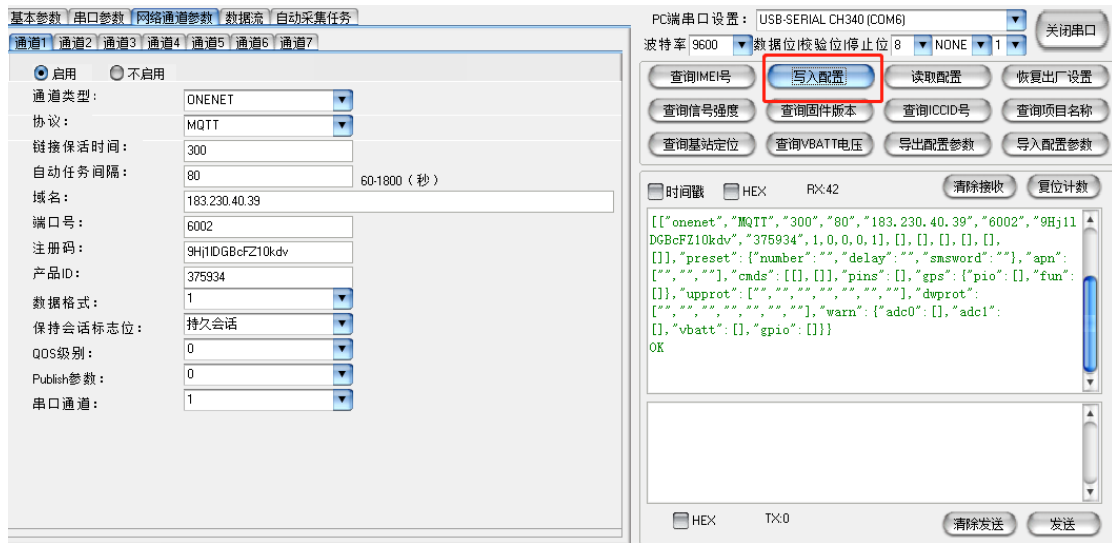 基本参数 串口参数 网络通道参数 数据流 自动采集任务
通道1 通道2 通道3 通道4 通道5 通道6 通道7
启用 不启用
通道类型: ONENET
协议: MQTT
链接保活时间: 300
自动任务间隔: 80 60-1800(秒)
域名: 183.230.40.39
端口号: 6002
注册码: 9Hj1lDGBcFZ10kdv
产品ID: 375934
数据格式: 1
保持会话标志位: 持久会话
QOS级别: 0
Publish参数: 0
串口通道: 1
PC端串口设置: USB-SERIAL CH340 (COM6)
关闭串口
波特率 9600 数据位|校验位|停止位 8 NONE 1
查询IMEI号 写入配置 读取配置 恢复出厂设置
查询信号强度 查询固件版本 查询ICCID号 查询项目名称
查询基站定位 查询VBATT电压 导出配置参数 导入配置参数
时间戳 HEX RX:42 清除接收 复位计数
[["onenet","MQTT","300","80","183.230.40.39","6002","9Hj1l
DGBcFZ10kdv","375934",1,0,0,0,1],[],[],[],[],[],
[]],"preset":{"number":"","delay":"","smsword":""},"apn":
["","",""],"cmds":[[],[]],"pins":[],"gps":{"pio":[],"fun":
[]},"upprot":["","","","","","",""],"dwprot":
["","","","","","",""],"warn":{"adc0":[],"adc1":
[],"vbatt":[],"gpio":[]}}
OK
HEX TX:0 清除发送 发送